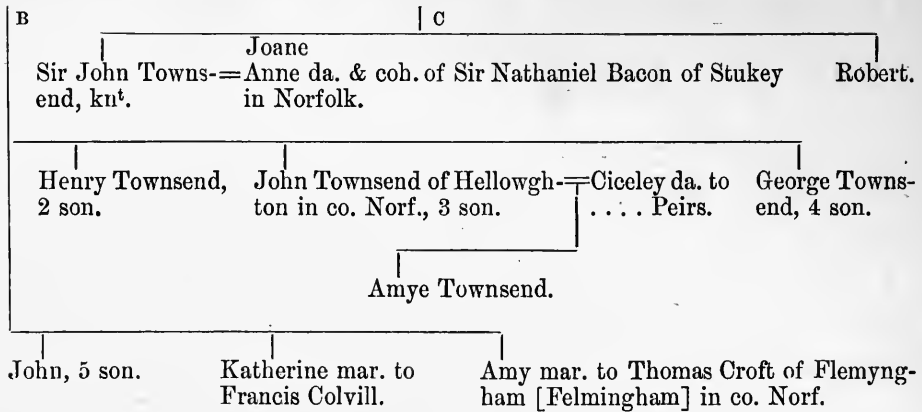 B
C
Joane
Sir John Towns-=Anne da. & coh. of Sir Nathaniel Bacon of Stukey Robert.
end, knt. in Norfolk.
Henry Townsend, John Townsend of Hellowgh-=Ciceley da. to George Towns-
2 son. ton in co. Norf., 3 son. .... Peirs. end, 4 son.
Amye Townsend.
John, 5 son. Katherine mar. to Amy mar. to Thomas Croft of Flemyng-
Francis Colvill. ham [Felmingham] in co. Norf.